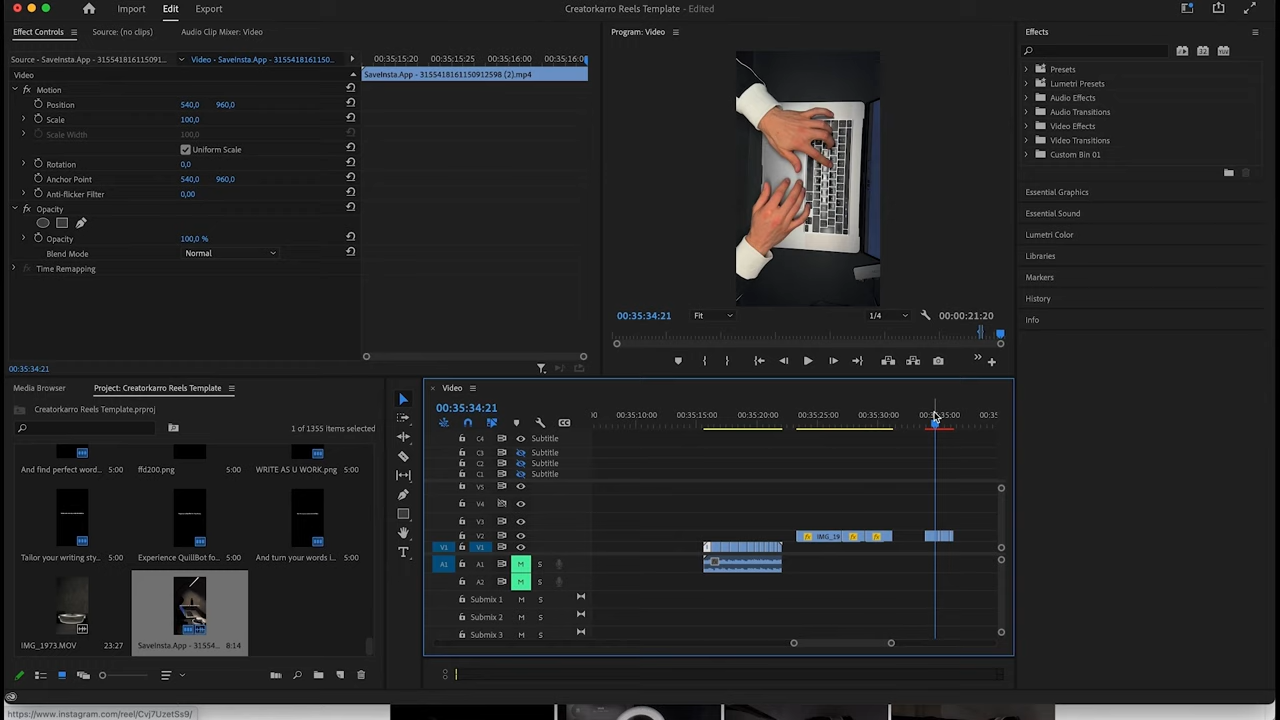 Import Edit Export Creatorkarro Reels Template - Edited
Effect Controls Source: (no clips) Audio Clip Mixer: Video
Source - SaveInsta.App - 31554181615091... Video - SaveInsta.App - 3155418161150...
00:35:15:20 00:35:15:25 00:35:16:00
Video
SaveInsta.App - 3155418161150912598 (2).mp4
Motion
Position 540,0 960,0
Scale 100,0
Scale Width 100,0
Uniform Scale
Rotation 0,0
Anchor Point 540,0 960,0
Anti-flicker Filter 0,00
Opacity
Opacity 100,0 %
Blend Mode Normal
Time Remapping
00:35:34:21
Program: Video
00:35:34:21 Fit 1/4 00:00:21:20
Effects
Presets
Lumetri Presets
Audio Effects
Audio Transitions
Video Effects
Video Transitions
Custom Bin 01
Essential Graphics
Essential Sound
Lumetri Color
Libraries
Markers
History
Info
Media Browser Project: Creatorkarro Reels Template
Creatorkarro Reels Template.prproj
1 of 1355 items selected
And find perfect word... 5:00 ffd200.png 5:00 WRITE AS U WORK.png 5:00
Tailor your writing sty... 5:00 Experience QuillBot fo... 5:00 And turn your words i... 5:00
IMG_1973.MOV 23:27 SaveInsta.App - 31554... 8:14
Video
00:35:34:21
00:35:10:00 00:35:15:00 00:35:20:00 00:35:25:00 00:35:30:00
C4 Subtitle
C3 Subtitle
C2 Subtitle
C1 Subtitle
V5
V4
V3
V2 IMG_19
V1 V1
A1 A1 M S
A2 M S
Submix 1 M S
Submix 2 M S
Submix 3 M S
https://www.instagram.com/reel/Cvj7UzetSs9/